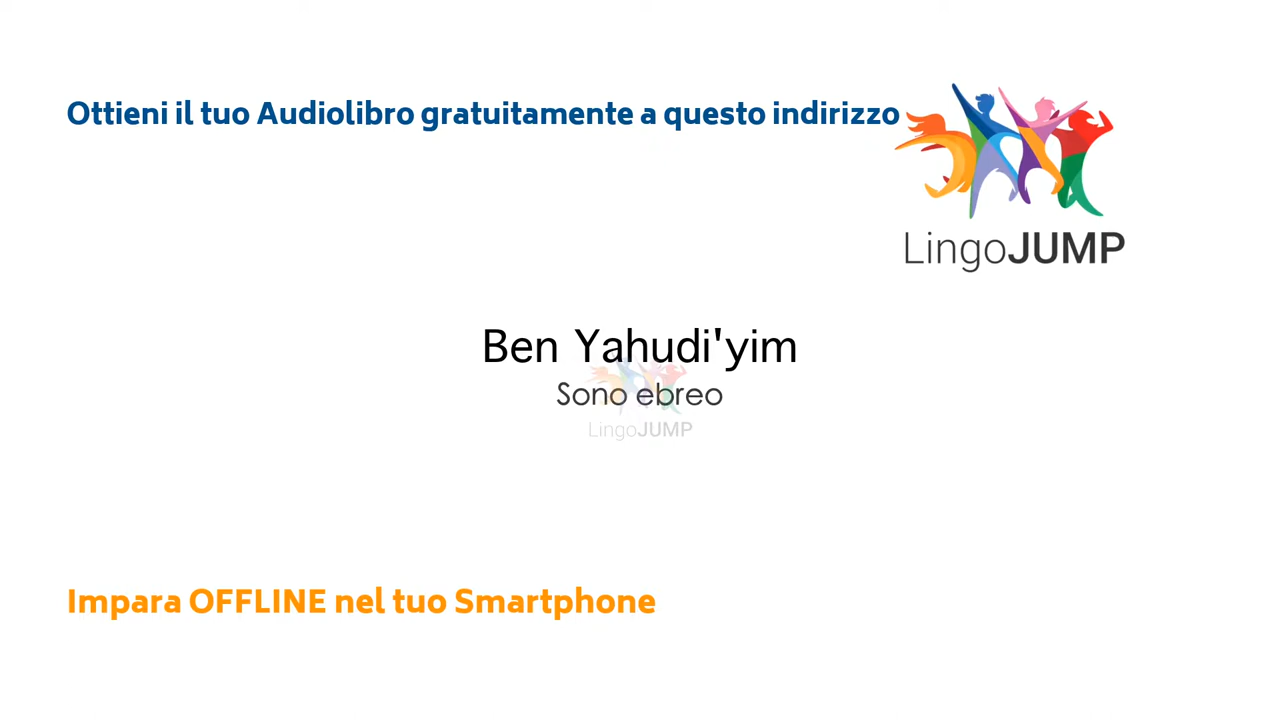 Ottieni il tuo Audiolibro gratuitamente a questo indirizzo
LingoJUMP
Ben Yahudi'yim
Sono ebreo
LingoJUMP
Impara OFFLINE nel tuo Smartphone